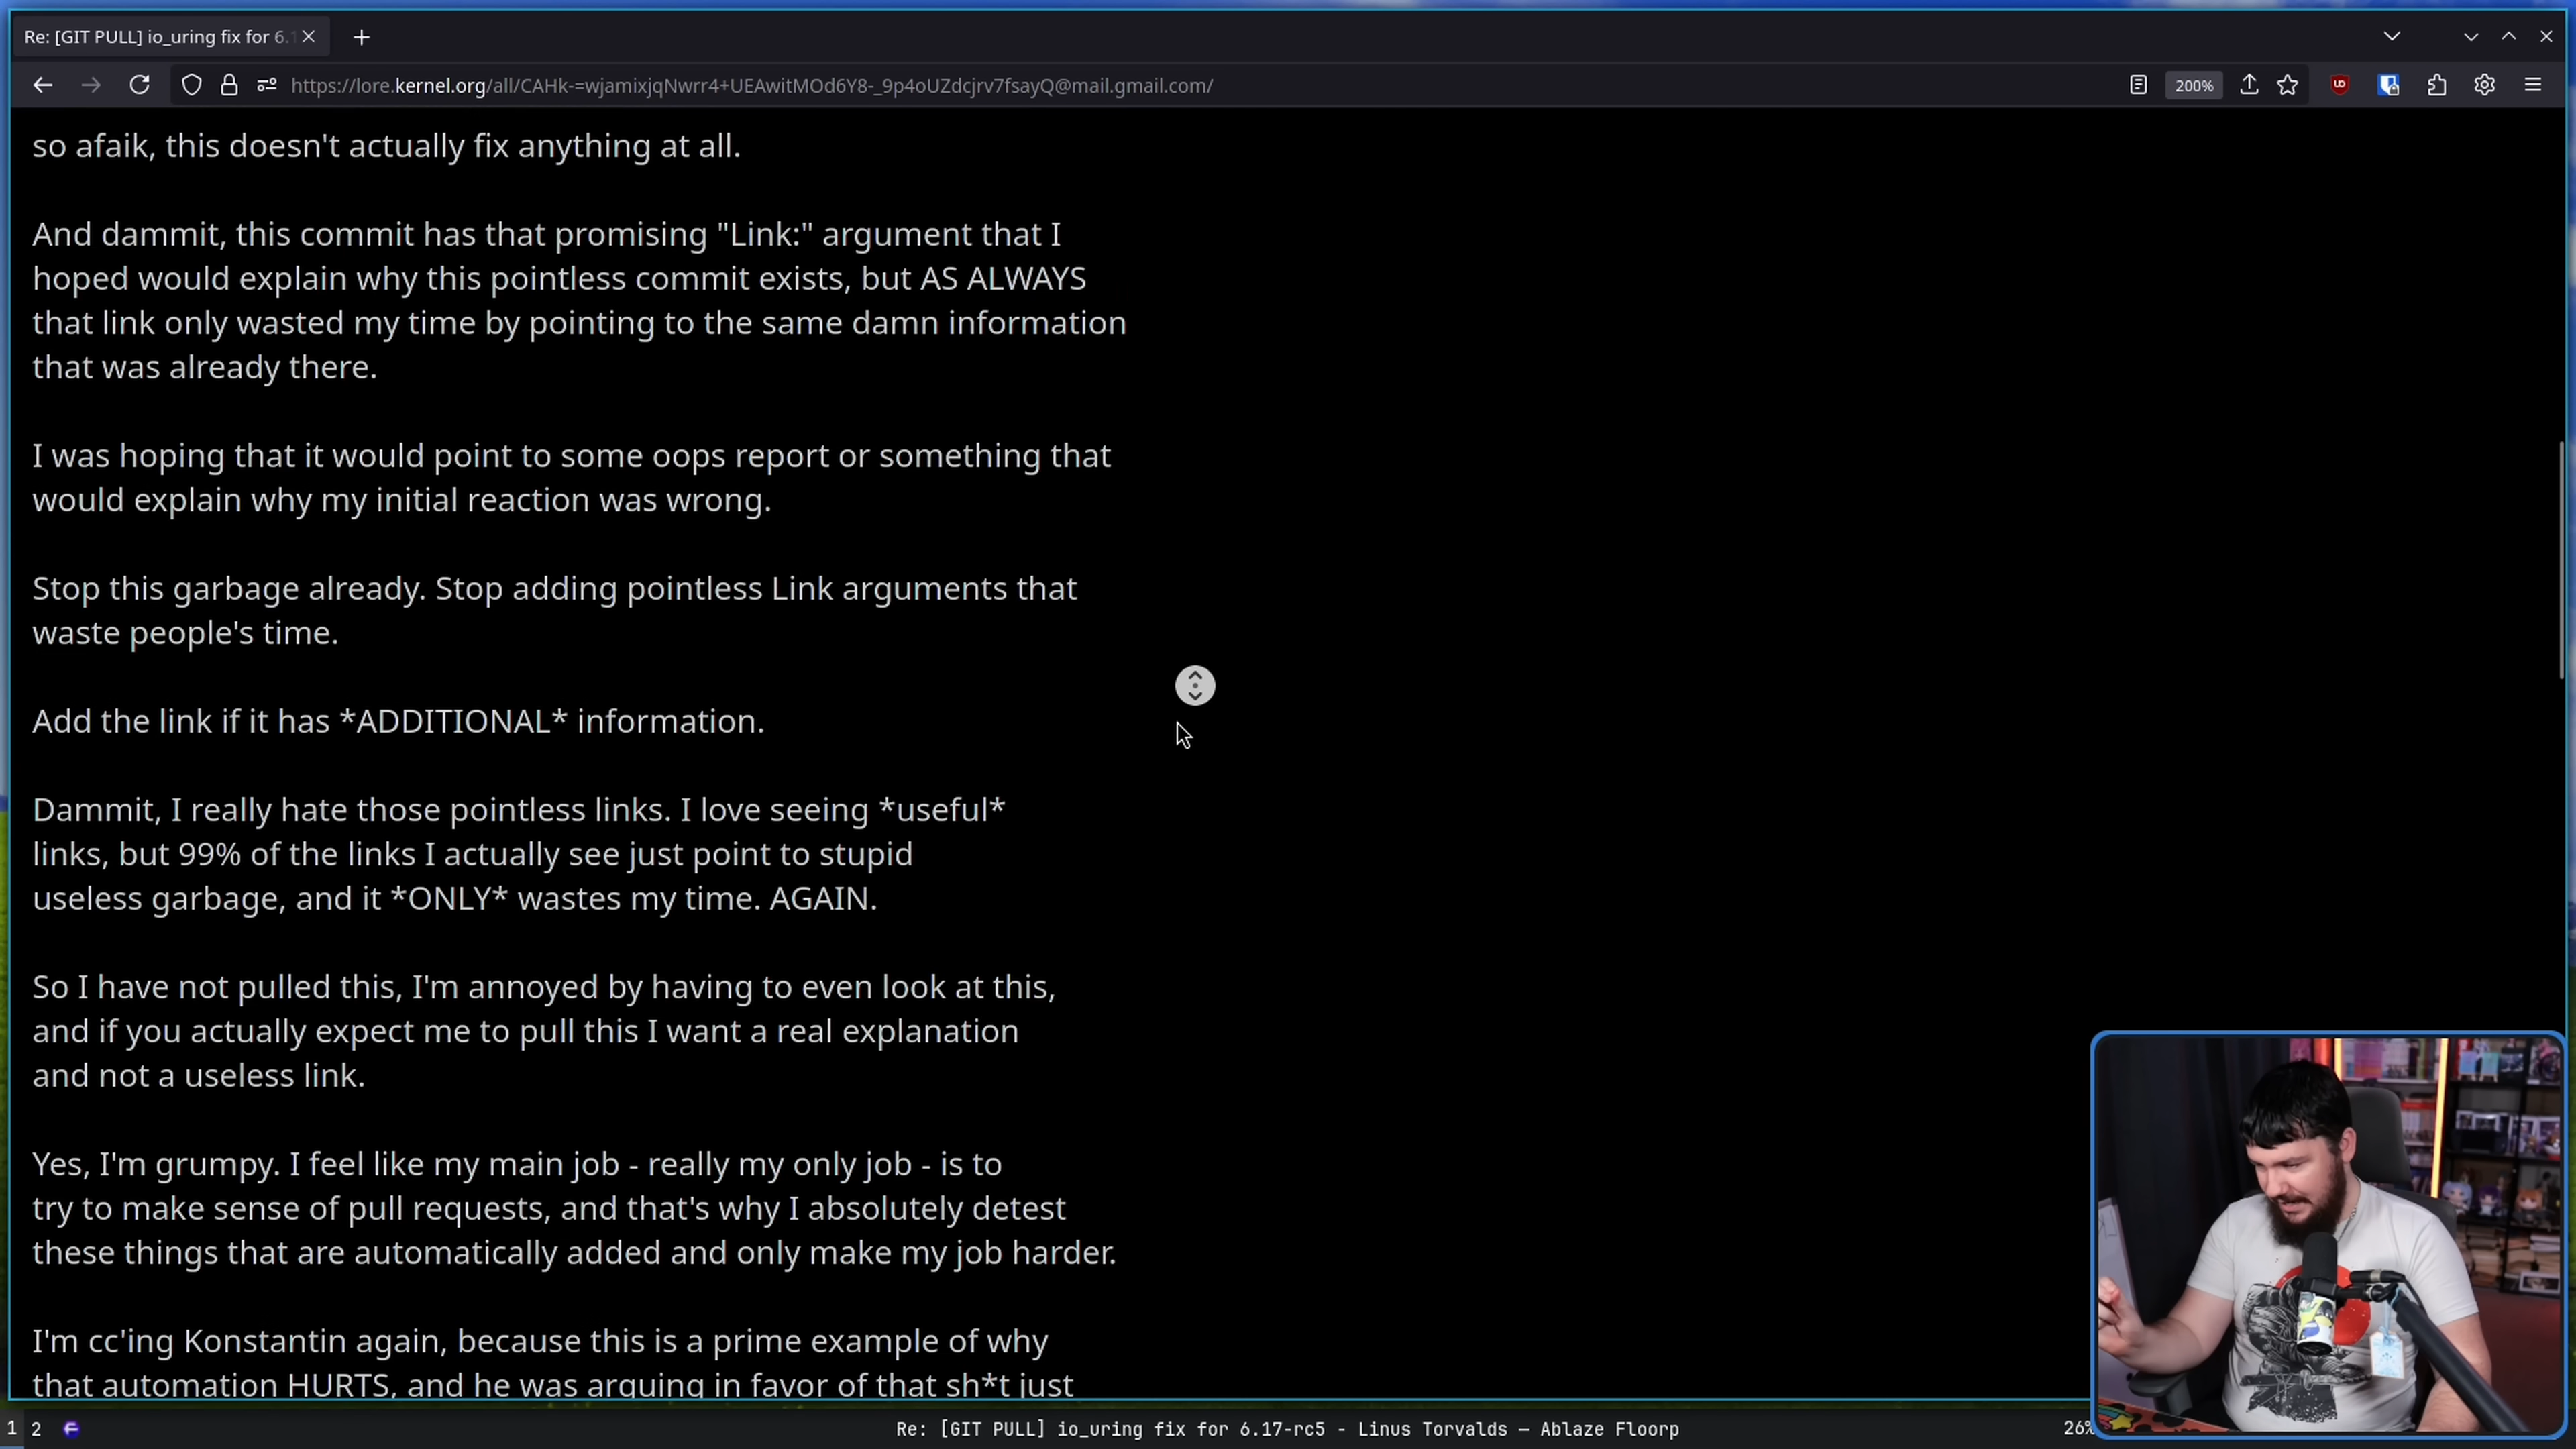 Re: [GIT PULL] io_uring fix for 6.1
https://lore.kernel.org/all/CAHk-=wjamixjqNwrr4+UEAwitMOd6Y8-_9p4oUZdcjrv7fsayQ@mail.gmail.com/
200%
so afaik, this doesn't actually fix anything at all.
And dammit, this commit has that promising "Link:" argument that I
hoped would explain why this pointless commit exists, but AS ALWAYS
that link only wasted my time by pointing to the same damn information
that was already there.
I was hoping that it would point to some oops report or something that
would explain why my initial reaction was wrong.
Stop this garbage already. Stop adding pointless Link arguments that
waste people's time.
Add the link if it has *ADDITIONAL* information.
Dammit, I really hate those pointless links. I love seeing *useful*
links, but 99% of the links I actually see just point to stupid
useless garbage, and it *ONLY* wastes my time. AGAIN.
So I have not pulled this, I'm annoyed by having to even look at this,
and if you actually expect me to pull this I want a real explanation
and not a useless link.
Yes, I'm grumpy. I feel like my main job - really my only job - is to
try to make sense of pull requests, and that's why I absolutely detest
these things that are automatically added and only make my job harder.
I'm cc'ing Konstantin again, because this is a prime example of why
that automation HURTS, and he was arguing in favor of that sh*t just
1 2
Re: [GIT PULL] io_uring fix for 6.17-rc5 - Linus Torvalds — Ablaze Floorp
26%